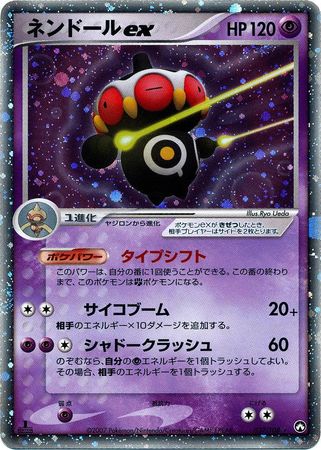 ネンドールex HP120
Illus. Ryo Ueda
1進化 ヤジロンから進化
ポケモンexがきぜつしたとき、
相手プレイヤーはサイドを2枚とります。
ポケパワー タイプシフト
このパワーは、自分の番に1回使うことができる。この番の終わり
まで、このポケモンは ポケモンになる。
サイコブーム 20+
相手のエネルギー×10ダメージを追加する。
シャドークラッシュ 60
のぞむなら、自分の エネルギーを1個トラッシュしてよい。
その場合、相手のエネルギーを1個トラッシュする。
弱点 抵抗力 にげる
©2007 Pokémon/Nintendo/Creatures/GAME FREAK.